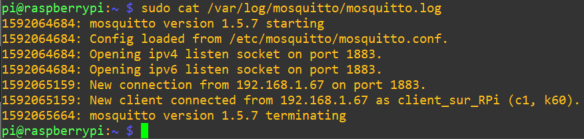 pi@raspberrypi:~ $ sudo cat /var/log/mosquitto/mosquitto.log
1592064684: mosquitto version 1.5.7 starting
1592064684: Config loaded from /etc/mosquitto/mosquitto.conf.
1592064684: Opening ipv4 listen socket on port 1883.
1592064684: Opening ipv6 listen socket on port 1883.
1592065159: New connection from 192.168.1.67 on port 1883.
1592065159: New client connected from 192.168.1.67 as client_sur_RPi (c1, k60).
1592065664: mosquitto version 1.5.7 terminating
pi@raspberrypi:~ $